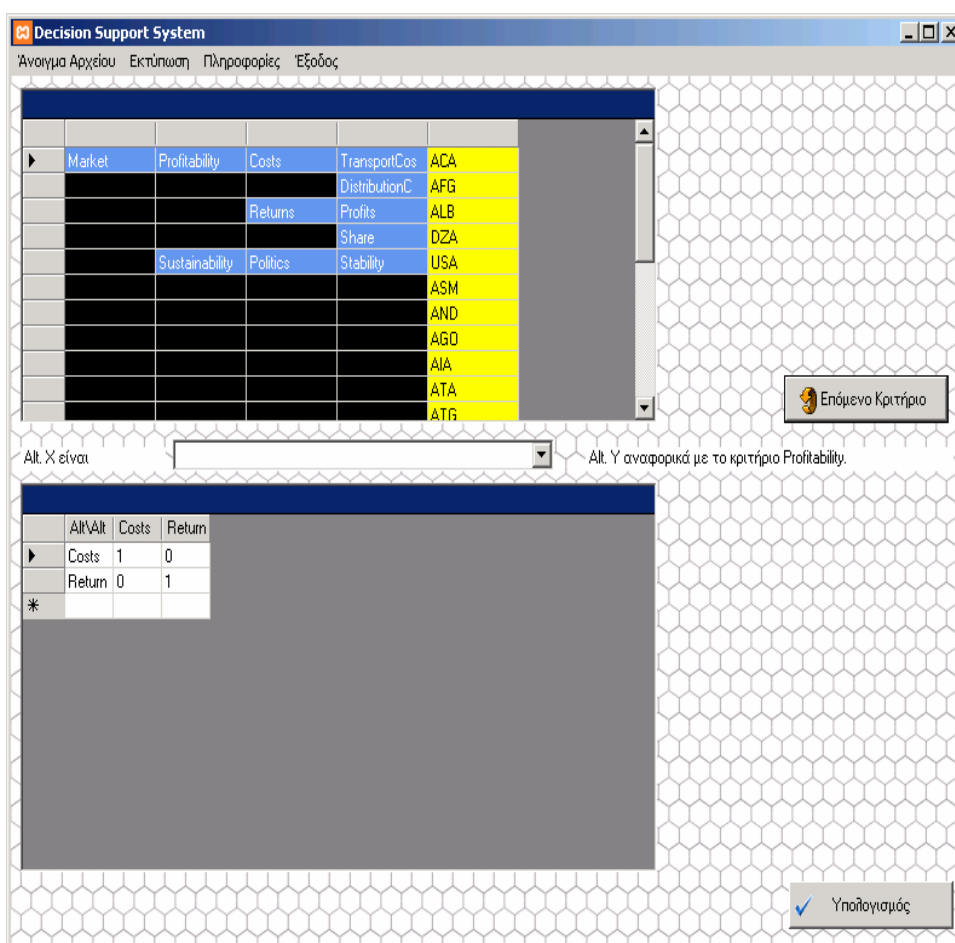 Decision Support System
Άνοιγμα Αρχείου Εκτύπωση Πληροφορίες Έξοδος
Market Profitability Costs TransportCos ACA
DistributionC AFG
Returns Profits ALB
Share DZA
Sustainability Politics Stability USA
ASM
AND
AGO
AIA
ATA
ATG
Επόμενο Κριτήριο
Alt. X είναι Alt. Y αναφορικά με το κριτήριο Profitability.
Alt\Alt Costs Return
Costs 1 0
Return 0 1
Υπολογισμός